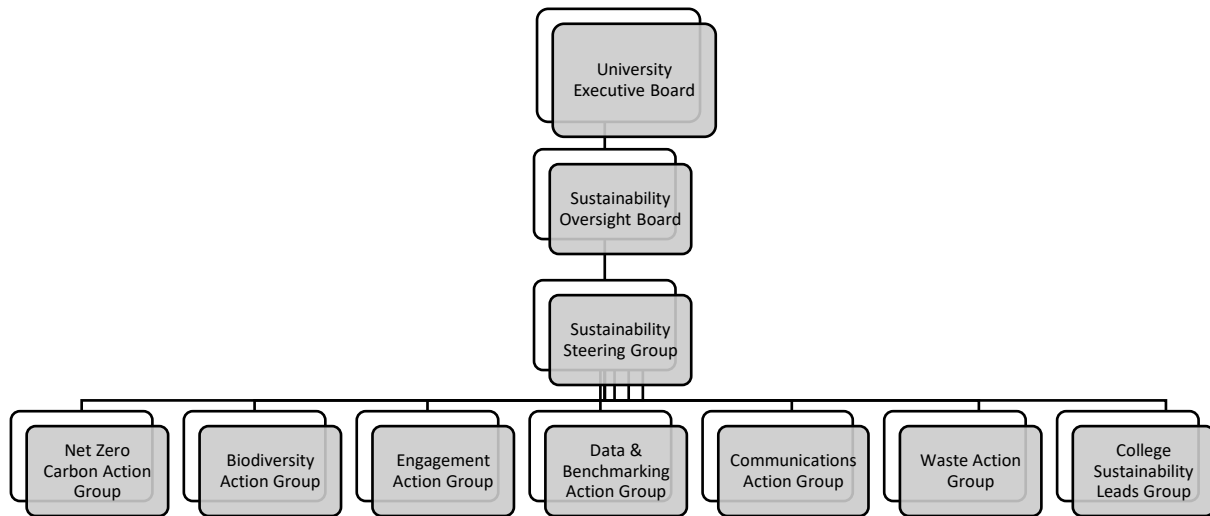 University
Executive Board
Sustainability
Oversight Board
Sustainability
Steering Group
Net Zero
Carbon Action
Group
Biodiversity
Action Group
Engagement
Action Group
Data &
Benchmarking
Action Group
Communications
Action Group
Waste Action
Group
College
Sustainability
Leads Group